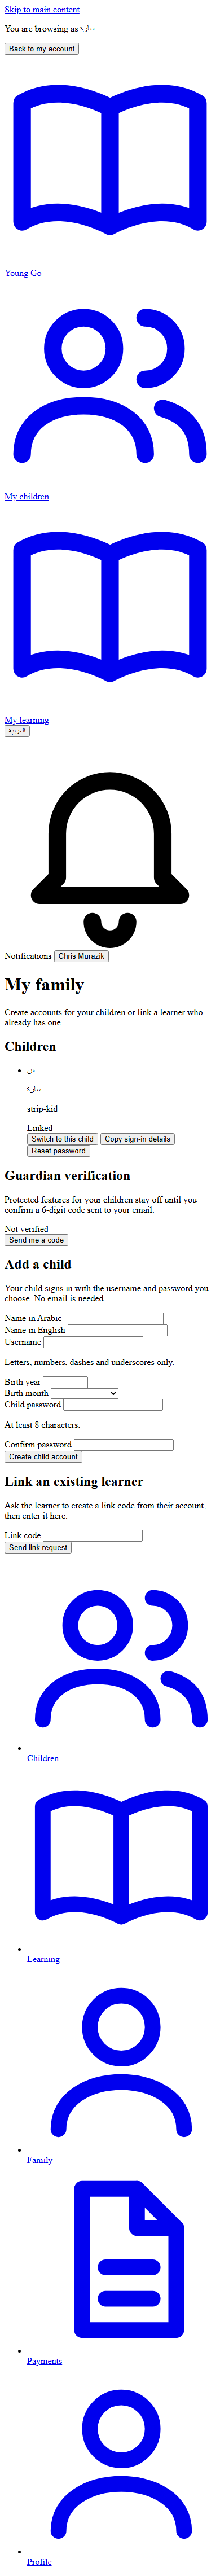 Skip to main content
You are browsing as سارة
Back to my account
Young Go
My children
My learning
العربية
Notifications Chris Murazik
My family
Create accounts for your children or link a learner who
already has one.
Children
س
سارة
strip-kid
Linked
Switch to this child Copy sign-in details
Reset password
Guardian verification
Protected features for your children stay off until you
confirm a 6-digit code sent to your email.
Not verified
Send me a code
Add a child
Your child signs in with the username and password you
choose. No email is needed.
Name in Arabic
Name in English
Username
Letters, numbers, dashes and underscores only.
Birth year
Birth month
Child password
At least 8 characters.
Confirm password
Create child account
Link an existing learner
Ask the learner to create a link code from their account,
then enter it here.
Link code
Send link request
Children
Learning
Family
Payments
Profile